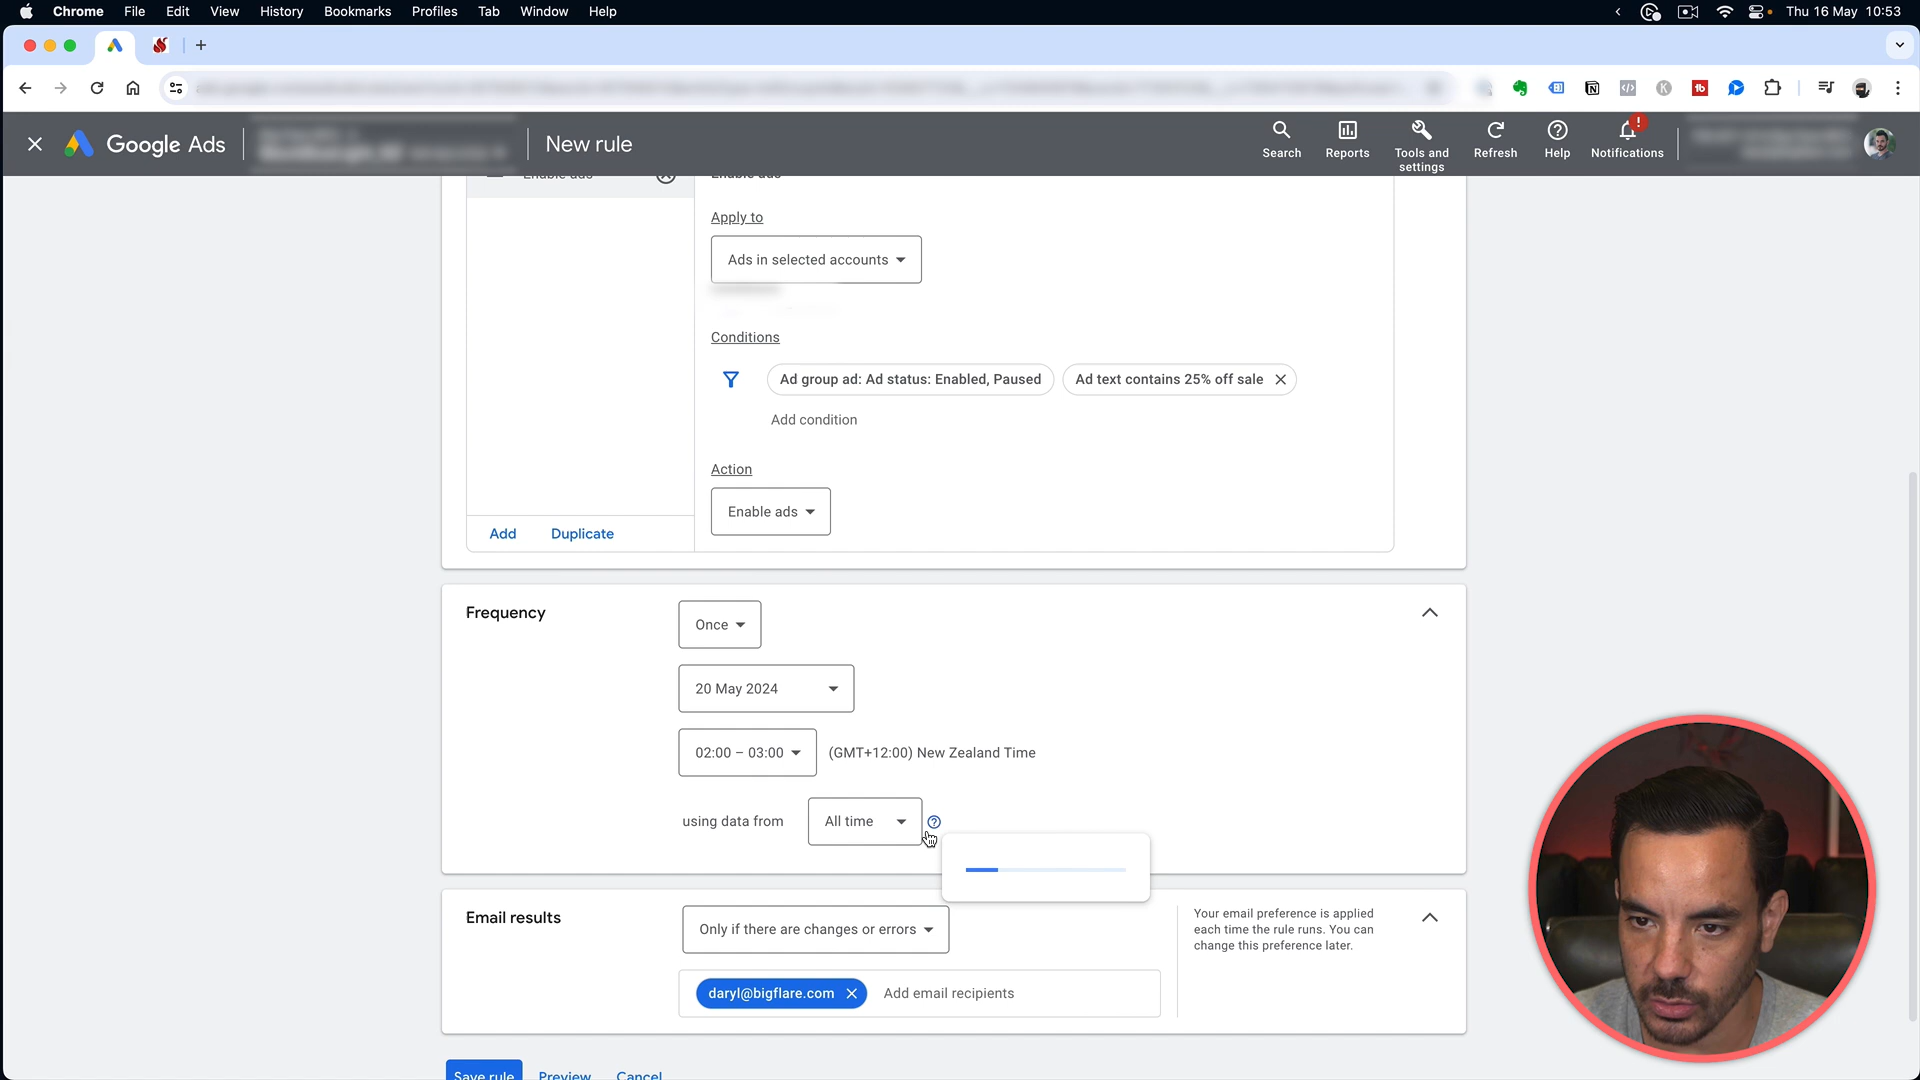 Chrome File Edit View History Bookmarks Profiles Tab Window Help Thu 16 May 10:53
Google Ads New rule Search Reports Tools and settings Refresh Help Notifications
Enable ads
Enable ads
Apply to
Ads in selected accounts
Conditions
Ad group ad: Ad status: Enabled, Paused Ad text contains 25% off sale
Add condition
Action
Enable ads
Add Duplicate
Frequency
Once
20 May 2024
02:00 – 03:00 (GMT+12:00) New Zealand Time
using data from All time
Email results
Only if there are changes or errors
Your email preference is applied
each time the rule runs. You can
change this preference later.
daryl@bigflare.com Add email recipients
Save rule Preview Cancel